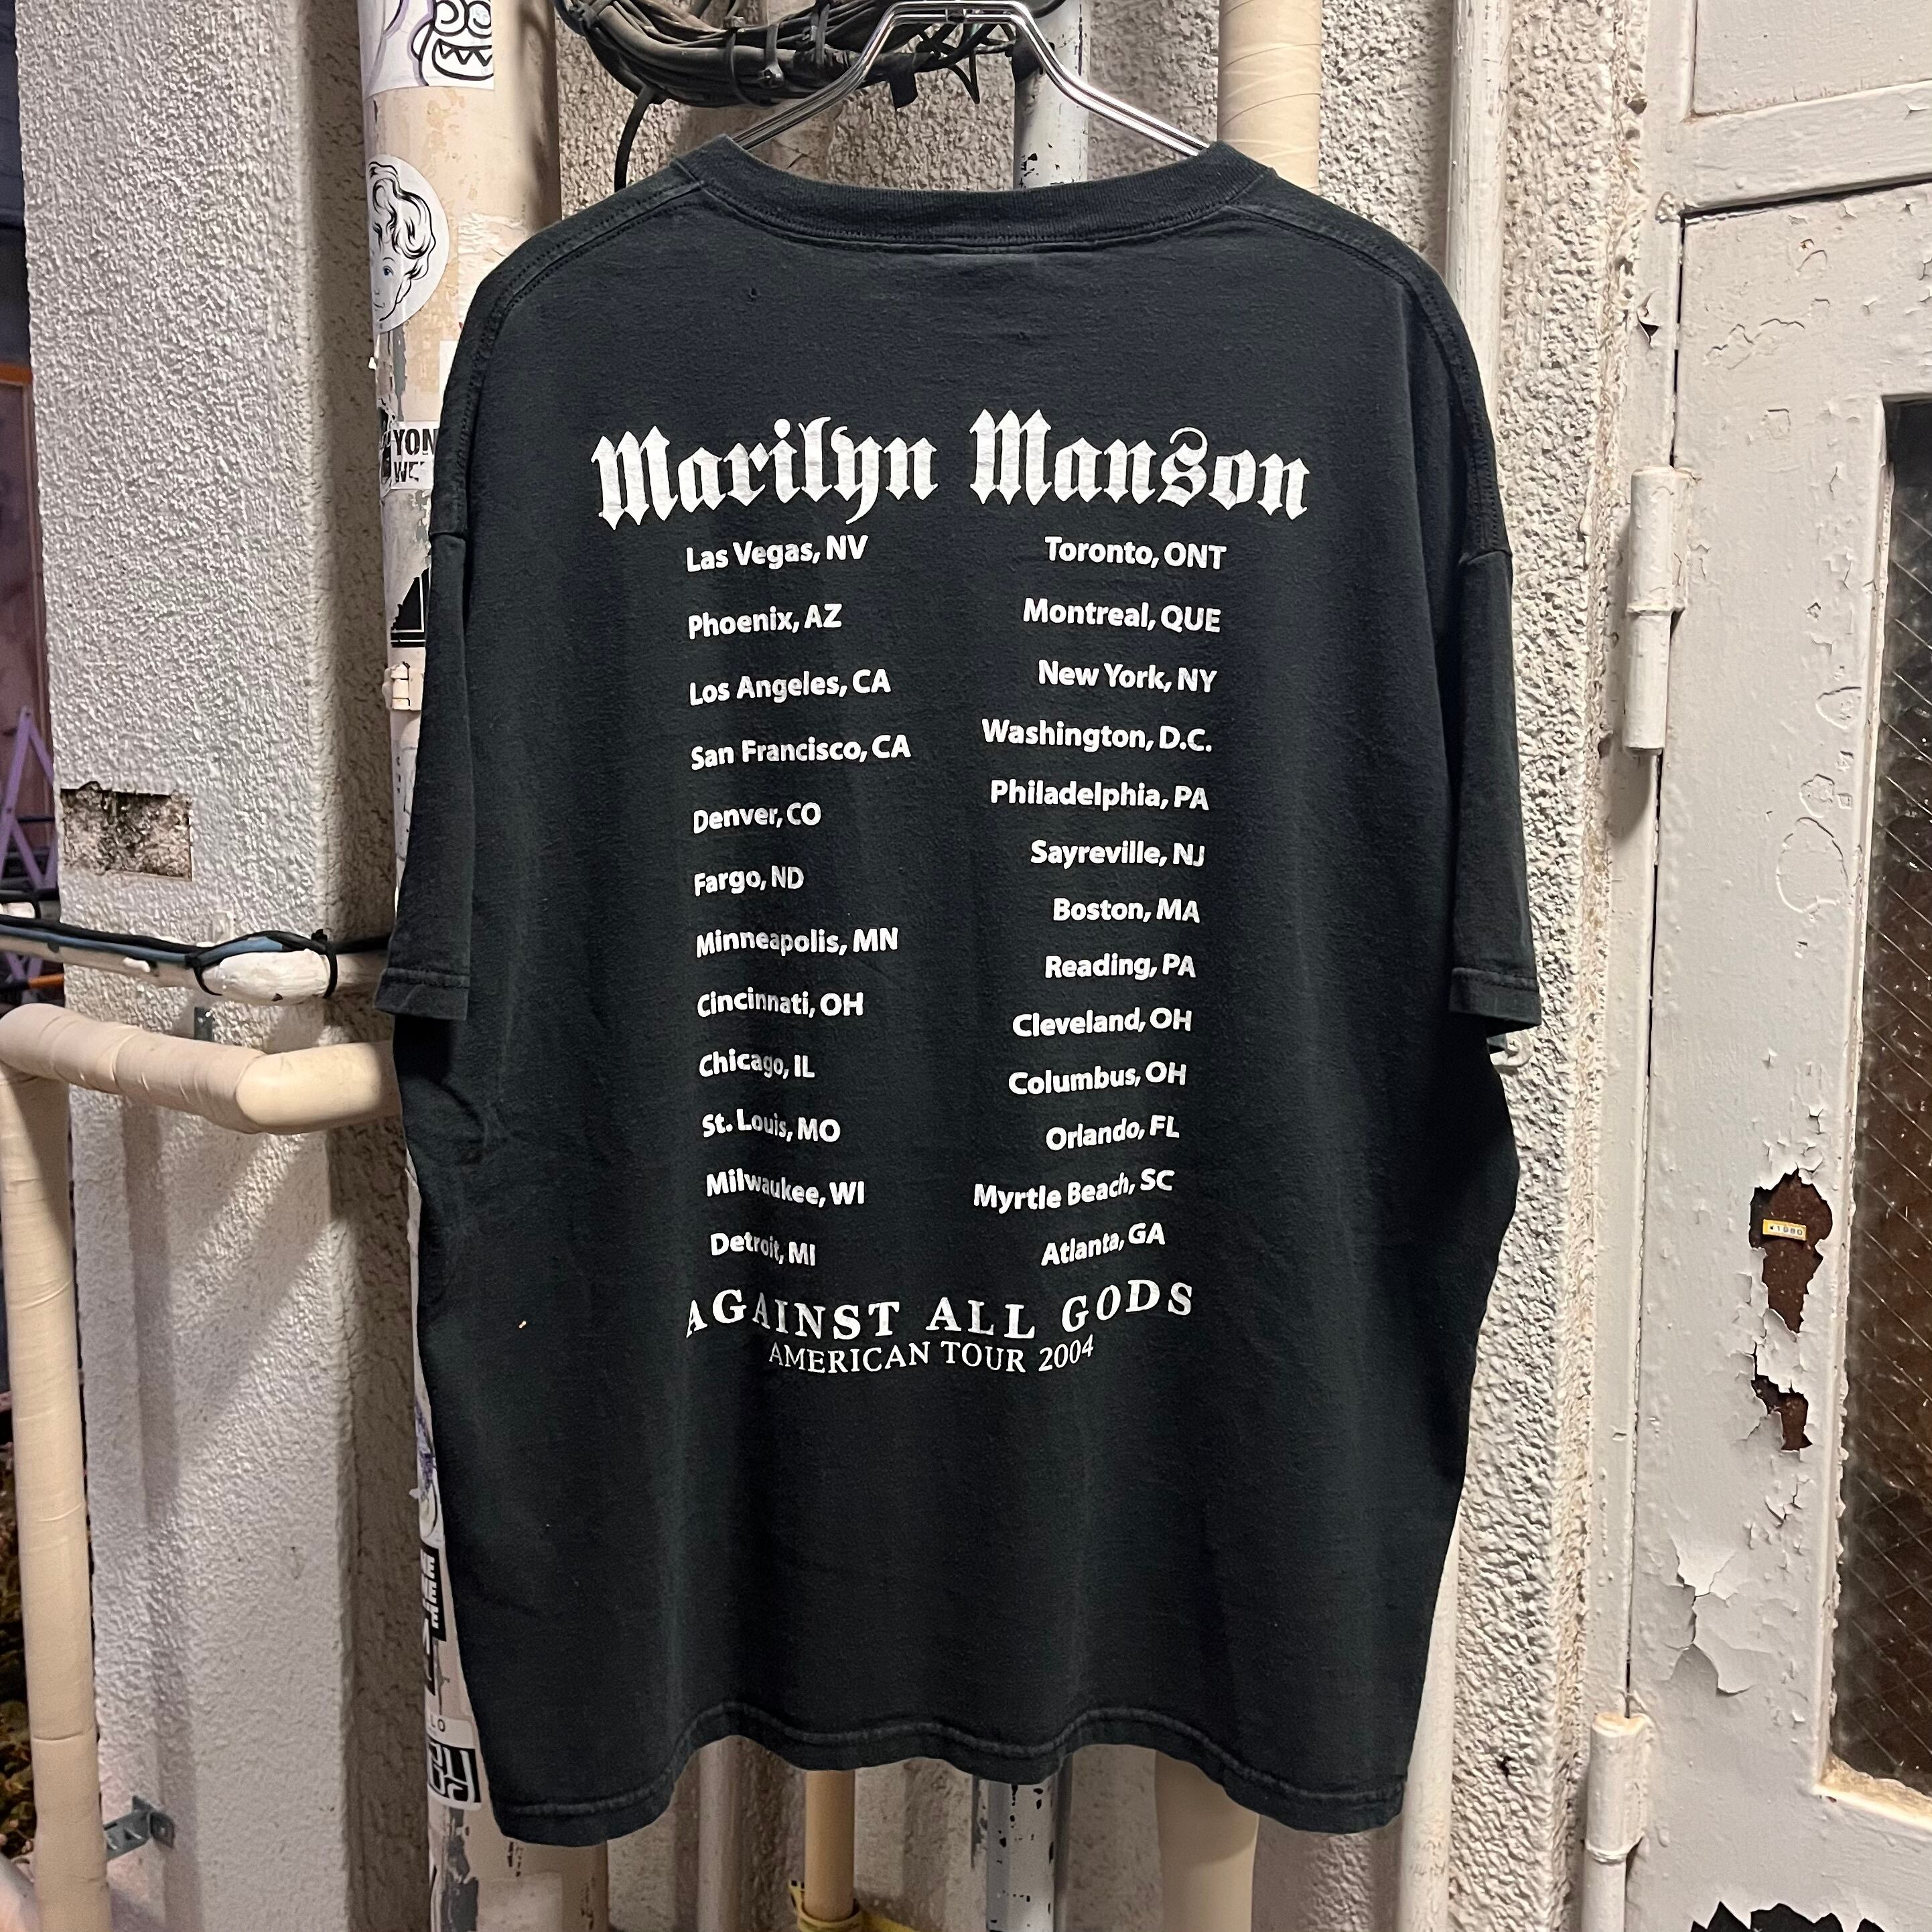 Marilyn Manson
Las Vegas, NV
Phoenix, AZ
Los Angeles, CA
San Francisco, CA
Denver, CO
Fargo, ND
Minneapolis, MN
Cincinnati, OH
Chicago, IL
St. Louis, MO
Milwaukee, WI
Detroit, MI
Toronto, ONT
Montreal, QUE
New York, NY
Washington, D.C.
Philadelphia, PA
Sayreville, NJ
Boston, MA
Reading, PA
Cleveland, OH
Columbus, OH
Orlando, FL
Myrtle Beach, SC
Atlanta, GA
AGAINST ALL GODS
AMERICAN TOUR 2004
YON